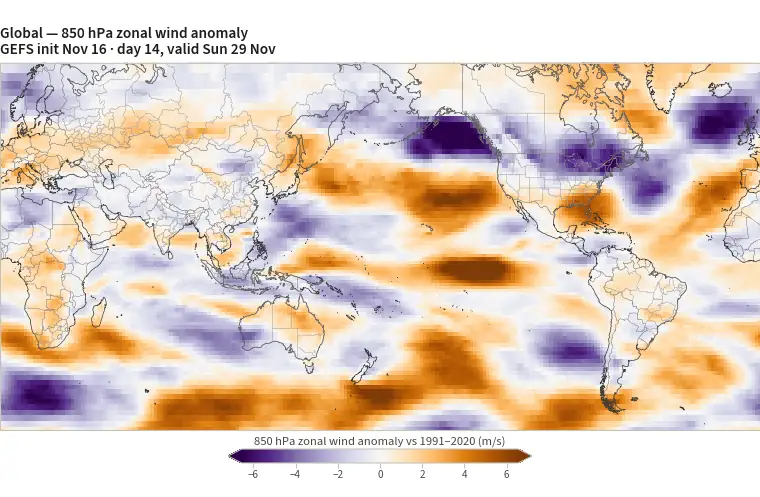 Global — 850 hPa zonal wind anomaly
GEFS init Nov 16 · day 14, valid Sun 29 Nov
850 hPa zonal wind anomaly vs 1991–2020 (m/s)
−6 −4 −2 0 2 4 6